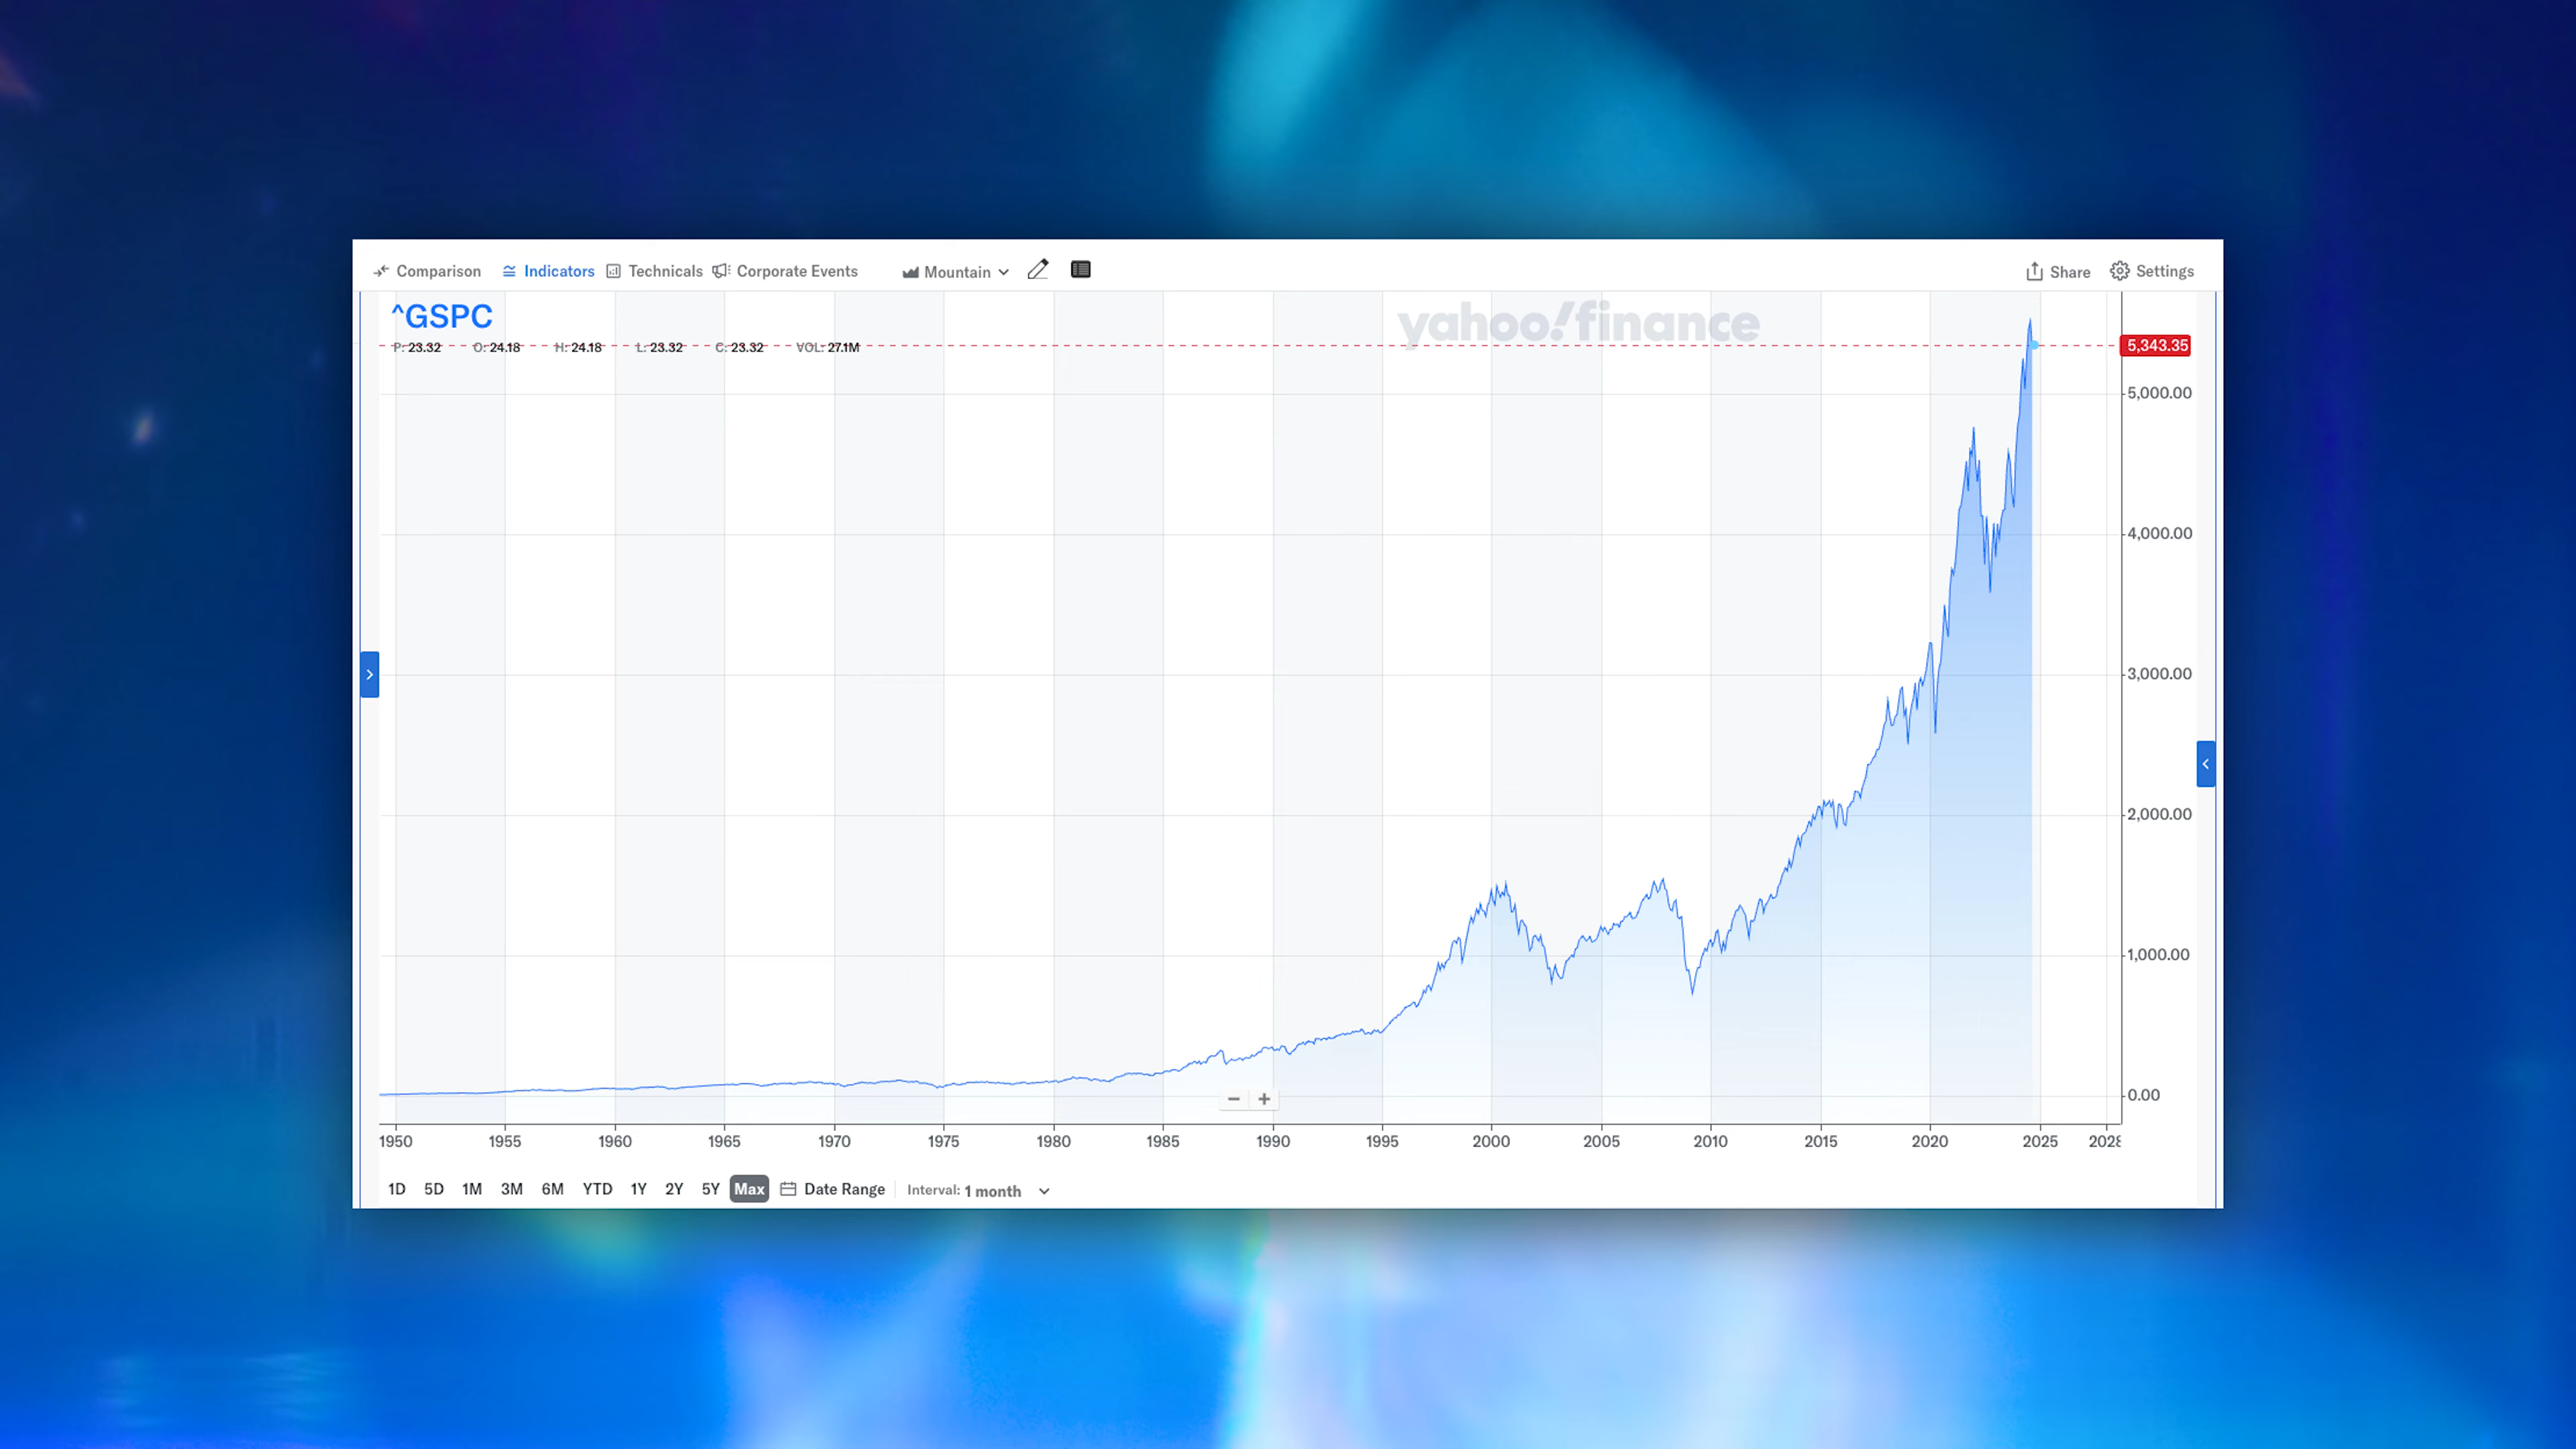 Comparison Indicators Technicals Corporate Events Mountain Share Settings
^GSPC
yahoo!finance
P: 23.32 O: 24.18 H: 24.18 L: 23.32 C: 23.32 VOL: 27.1M
5,343.35
5,000.00
4,000.00
3,000.00
2,000.00
1,000.00
0.00
1950 1955 1960 1965 1970 1975 1980 1985 1990 1995 2000 2005 2010 2015 2020 2025
1D 5D 1M 3M 6M YTD 1Y 2Y 5Y Max Date Range Interval: 1 month